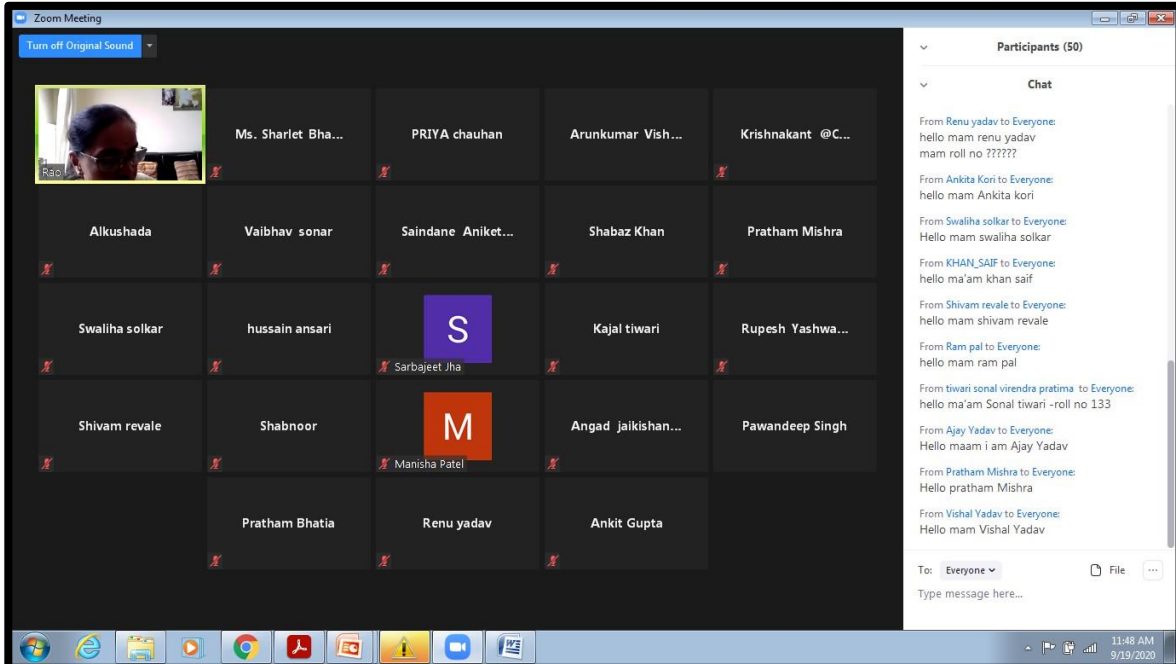 Zoom Meeting
Turn off Original Sound
Rao
Ms. Sharlet Bha...
PRIYA chauhan
Arunkumar Vish...
Krishnakant @C...
Alkushada
Vaibhav sonar
Saindane Aniket...
Shabaz Khan
Pratham Mishra
Swaliha solkar
hussain ansari
S
Sarbajeet Jha
Kajal tiwari
Rupesh Yashwa...
Shivam revale
Shabnoor
M
Manisha Patel
Angad jaikishan...
Pawandeep Singh
Pratham Bhatia
Renu yadav
Ankit Gupta
Participants (50)
Chat
From Renu yadav to Everyone:
hello mam renu yadav
mam roll no ??????
From Ankita Kori to Everyone:
hello mam Ankita kori
From Swaliha solkar to Everyone:
Hello mam swaliha solkar
From KHAN_SAIF to Everyone:
hello ma'am khan saif
From Shivam revale to Everyone:
hello mam shivam revale
From Ram pal to Everyone:
hello mam ram pal
From tiwari sonal virendra pratima to Everyone:
hello ma'am Sonal tiwari -roll no 133
From Ajay Yadav to Everyone:
Hello maam i am Ajay Yadav
From Pratham Mishra to Everyone:
Hello pratham Mishra
From Vishal Yadav to Everyone:
Hello mam Vishal Yadav
To: Everyone
File
Type message here...
11:48 AM
9/19/2020